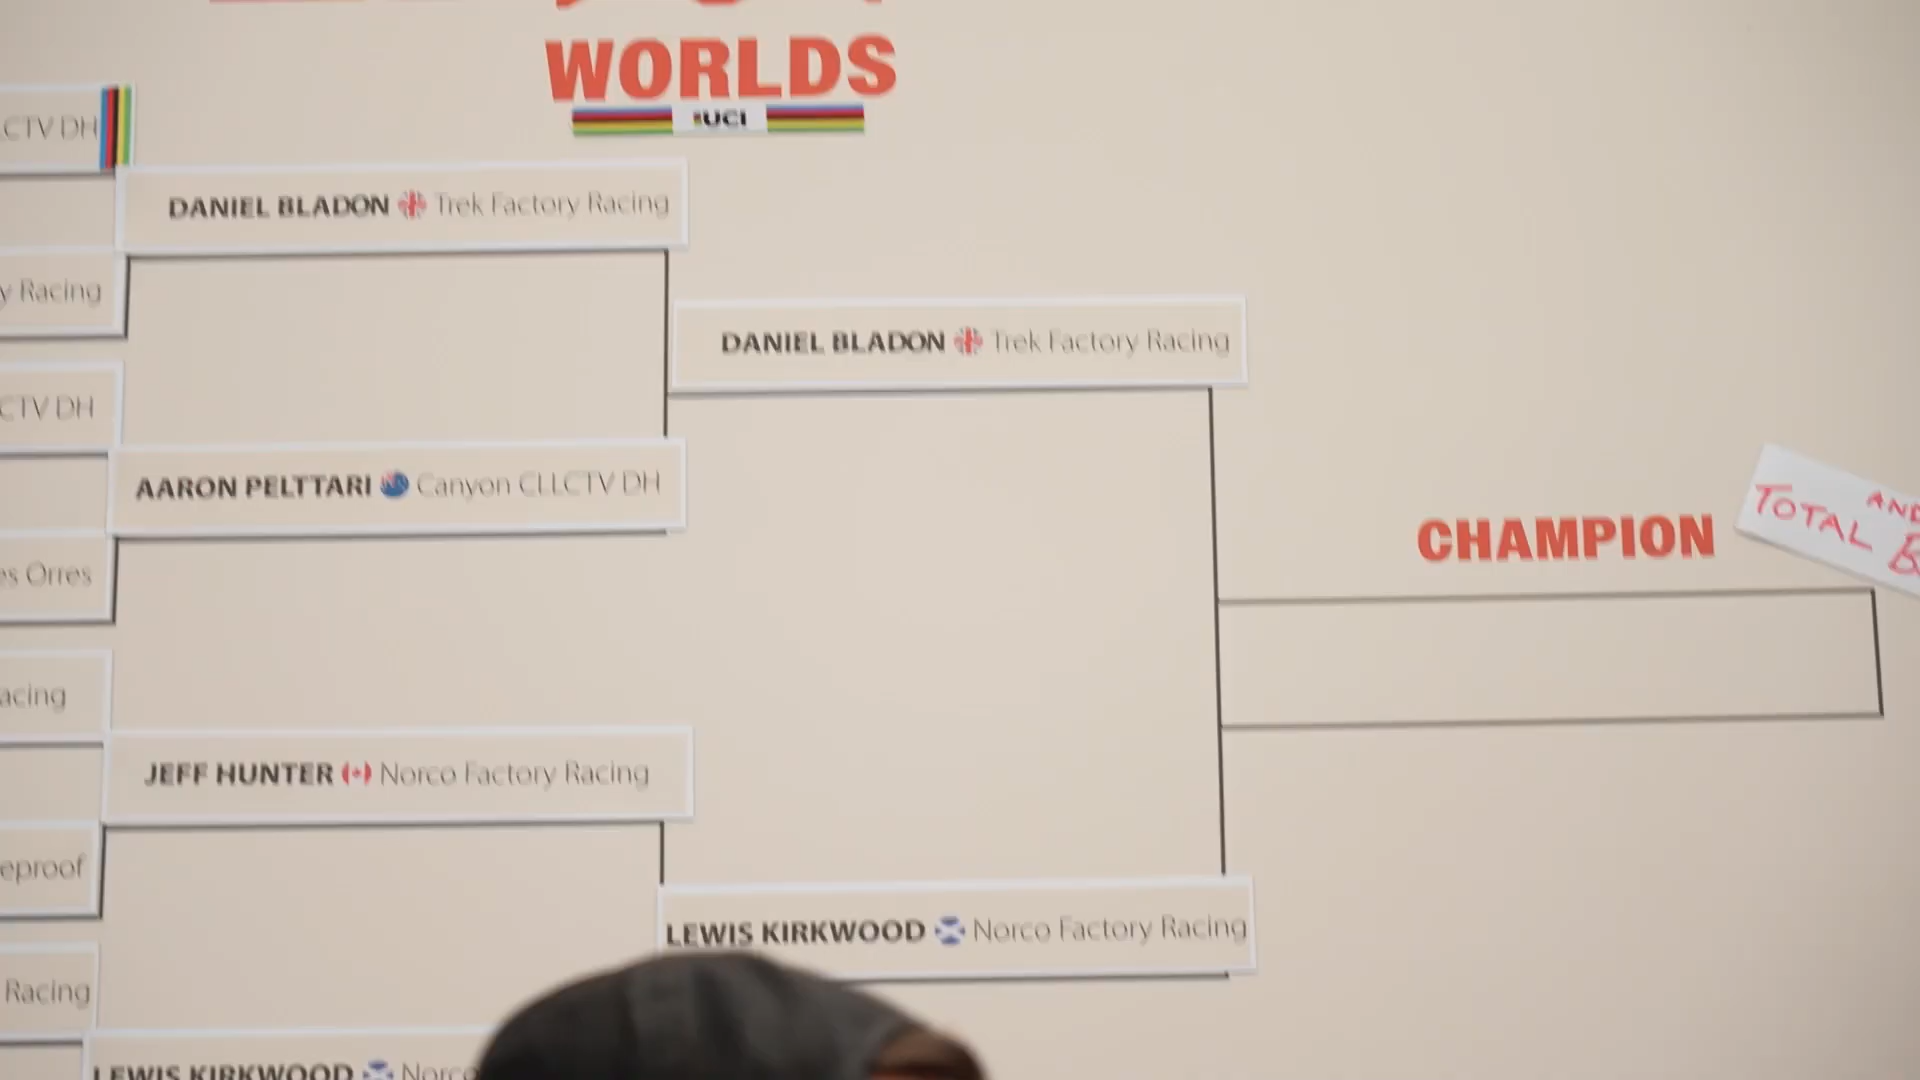 WORLDS
UCI
CTV DH
DANIEL BLADON Trek Factory Racing
y Racing
DANIEL BLADON Trek Factory Racing
CTV DH
AARON PELTTARI Canyon CLLCTV DH
AND
TOTAL
CHAMPION
es Orres
acing
JEFF HUNTER Norco Factory Racing
eproof
LEWIS KIRKWOOD Norco Factory Racing
Racing
LEWIS KIRKWOOD Norco